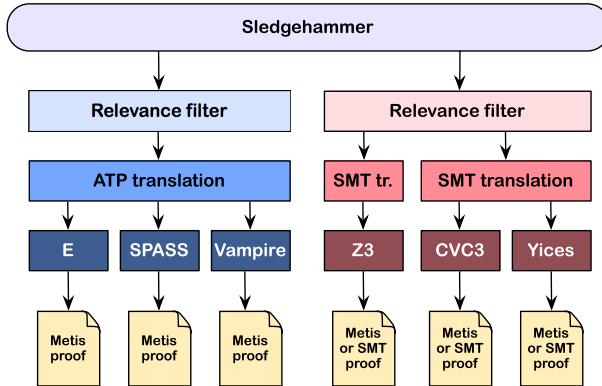 Sledgehammer
Relevance filter
Relevance filter
ATP translation
SMT tr.
SMT translation
E
SPASS
Vampire
Z3
CVC3
Yices
Metis
proof
Metis
proof
Metis
proof
Metis
or SMT
proof
Metis
or SMT
proof
Metis
or SMT
proof